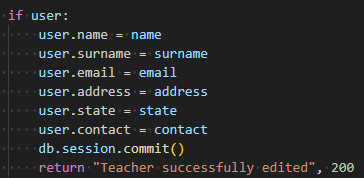 if user:
    user.name = name
    user.surname = surname
    user.email = email
    user.address = address
    user.state = state
    user.contact = contact
    db.session.commit()
    return "Teacher successfully edited", 200